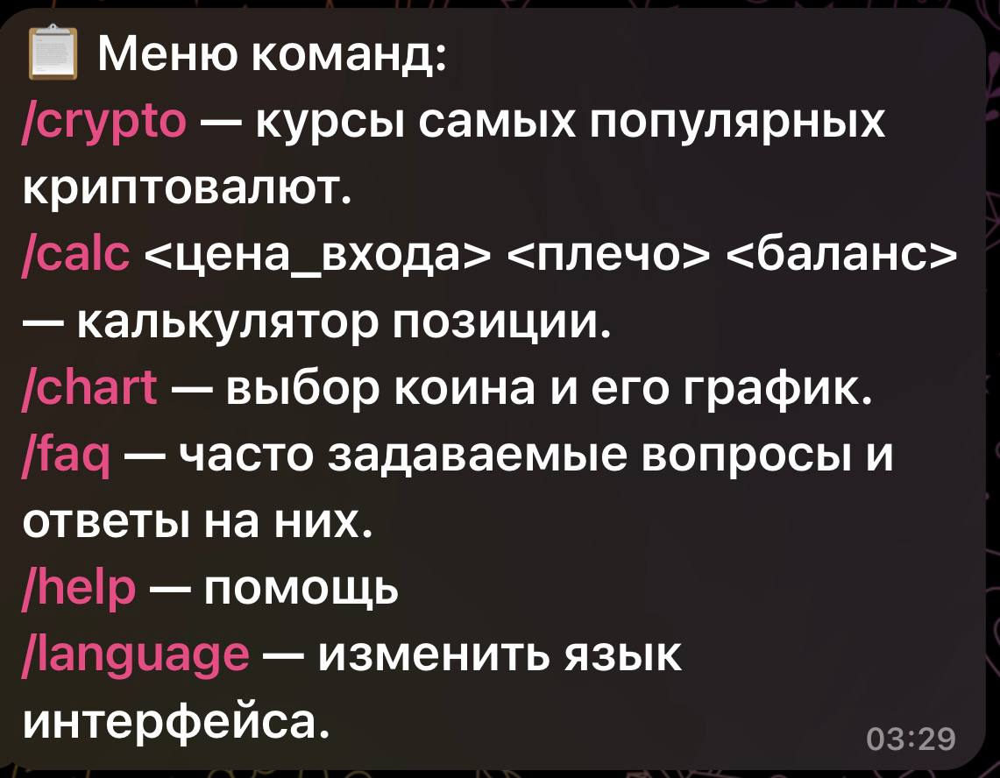 📋 Меню команд:
/crypto — курсы самых популярных
криптовалют.
/calc <цена_входа> <плечо> <баланс>
— калькулятор позиции.
/chart — выбор коина и его график.
/faq — часто задаваемые вопросы и
ответы на них.
/help — помощь
/language — изменить язык
интерфейса.
03:29